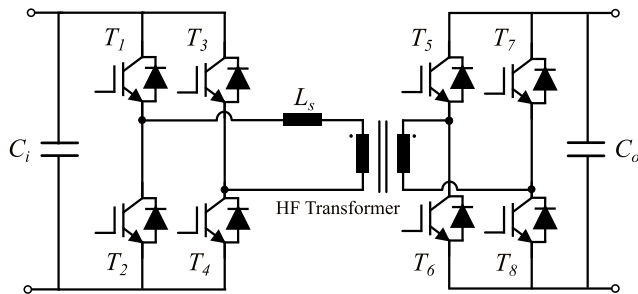 T1 T3 T5 T7
Ls
Ci Co
HF Transformer
T2 T4 T6 T8